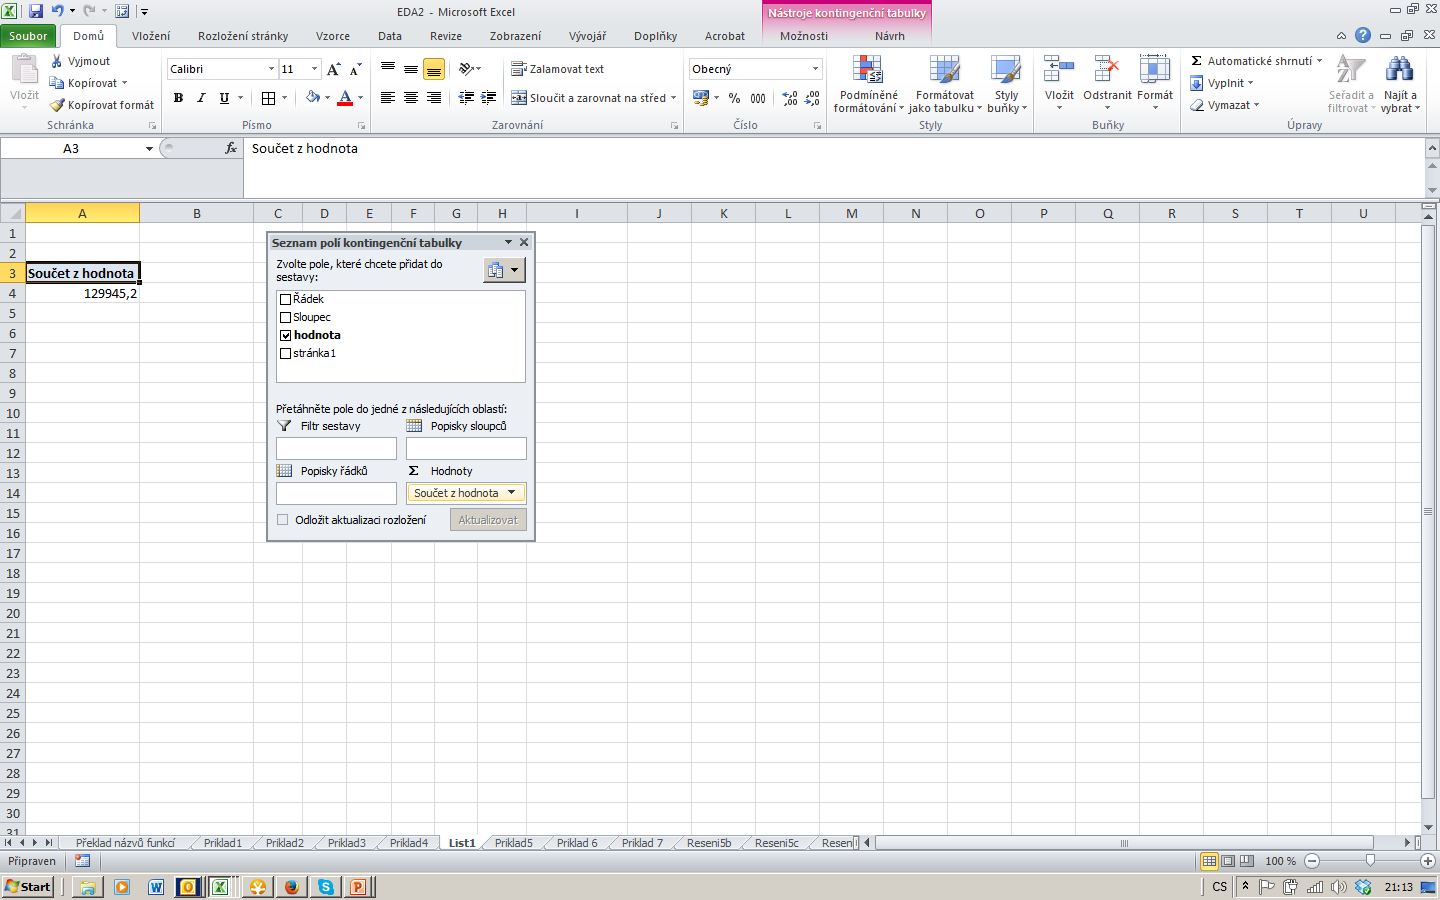 EDA2 - Microsoft Excel
Nástroje kontingenční tabulky
Soubor Domů Vložení Rozložení stránky Vzorce Data Revize Zobrazení Vývojář Doplňky Acrobat Možnosti Návrh
Vložit
Vyjmout
Kopírovat
Kopírovat formát
Schránka
Calibri 11
B I U A
Písmo
Zalamovat text
Sloučit a zarovnat na střed
Zarovnání
Obecný
% 000
Číslo
Podmíněné formátování
Formátovat jako tabulku
Styly buňky
Styly
Vložit Odstranit Formát
Buňky
Σ Automatické shrnutí
Vyplnit
Vymazat
Seřadit a filtrovat
Najít a vybrat
Úpravy
A3 fx Součet z hodnota
A B C D E F G H I J K L M N O P Q R S T U
1
2
3 Součet z hodnota
4 129945,2
5
6
7
8
9
10
11
12
13
14
15
16
17
18
19
20
21
22
23
24
25
26
27
28
29
30
31
Seznam polí kontingenční tabulky
Zvolte pole, které chcete přidat do
sestavy:
Řádek
Sloupec
hodnota
stránka1
Přetáhněte pole do jedné z následujících oblastí:
Filtr sestavy Popisky sloupců
Popisky řádků Σ Hodnoty
Součet z hodnota
Odložit aktualizaci rozložení Aktualizovat
Překlad názvů funkcí Priklad1 Priklad2 Priklad3 Priklad4 List1 Priklad5 Priklad 6 Priklad 7 Reseni5b Reseni5c Reseni
Připraven 100 %
Start CS 21:13